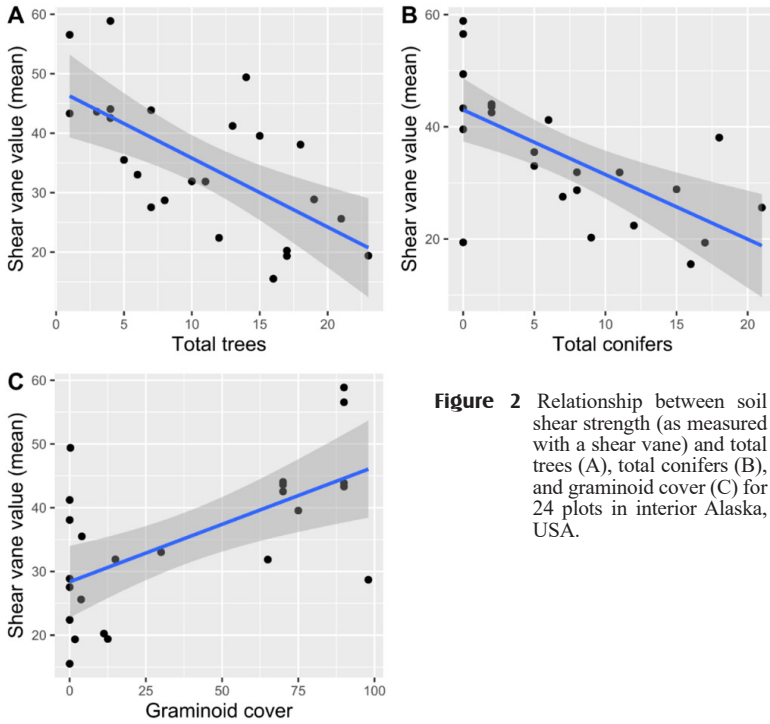 A
Shear vane value (mean)
60
50
40
30
20
0
5
10
15
20
Total trees
B
Shear vane value (mean)
60
40
20
0
5
10
15
20
Total conifers
C
Shear vane value (mean)
60
50
40
30
20
0
25
50
75
100
Graminoid cover
Figure 2 Relationship between soil
shear strength (as measured
with a shear vane) and total
trees (A), total conifers (B),
and graminoid cover (C) for
24 plots in interior Alaska,
USA.